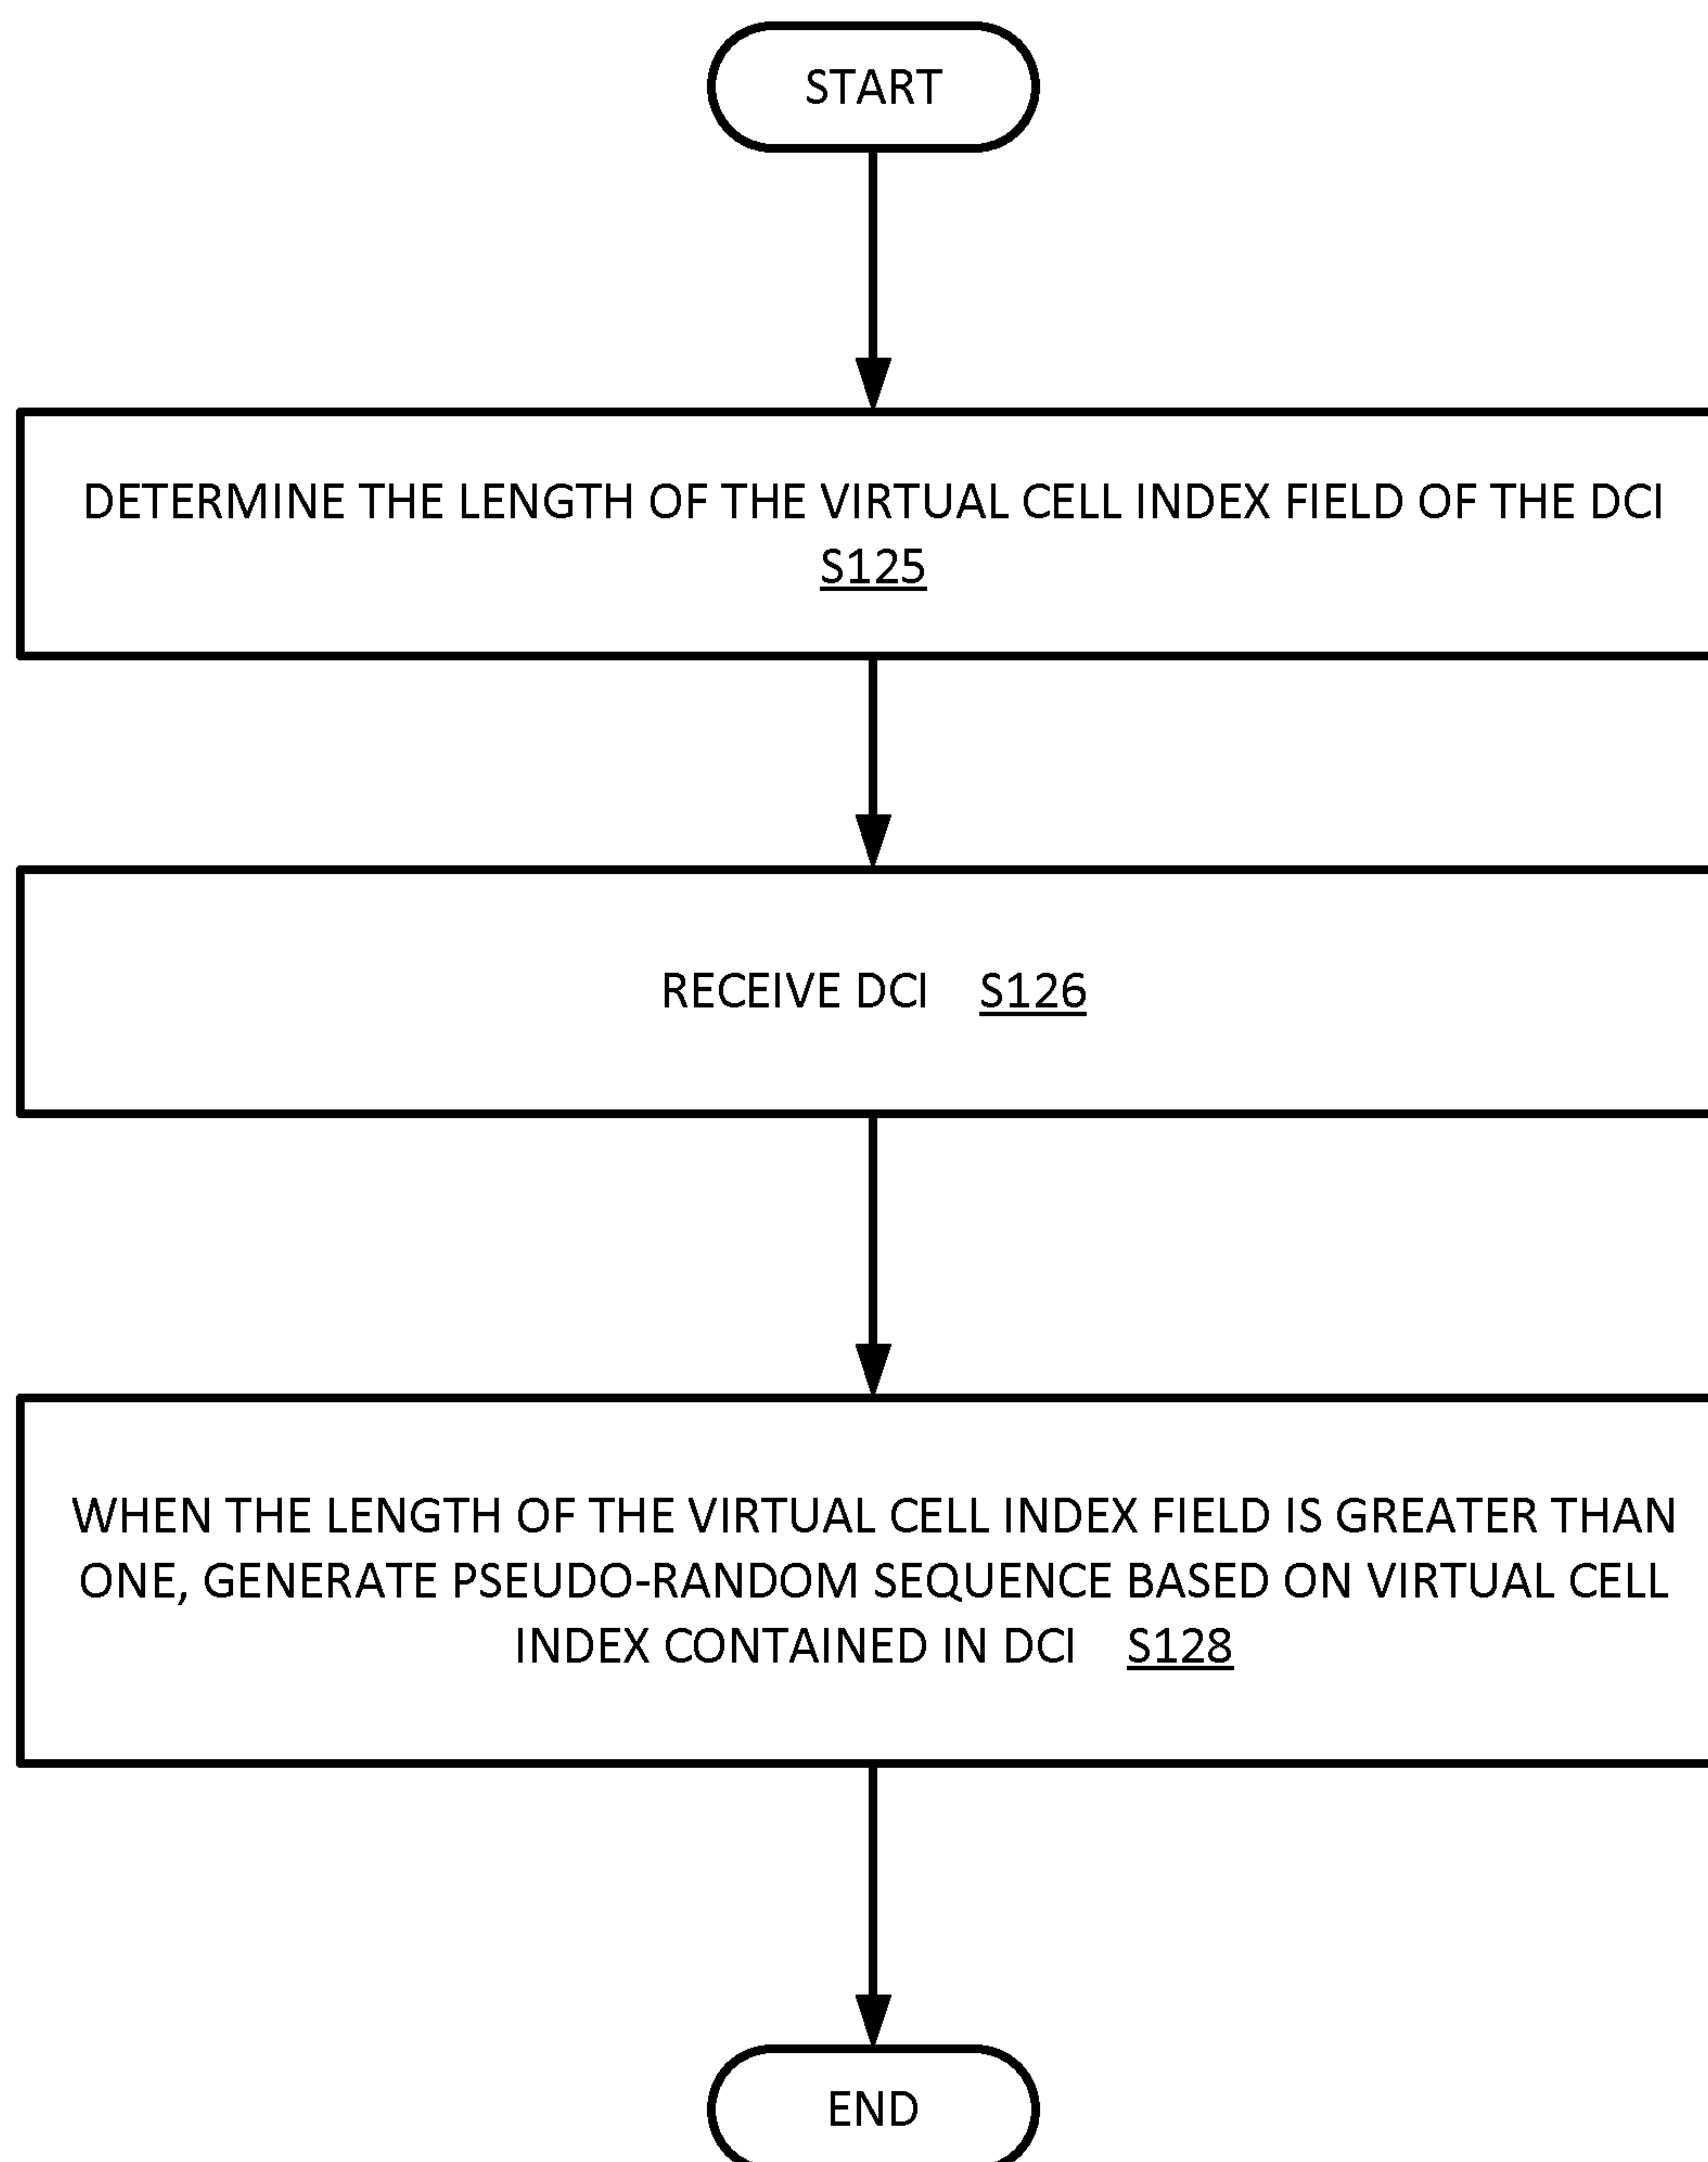 START
DETERMINE THE LENGTH OF THE VIRTUAL CELL INDEX FIELD OF THE DCI
S125
RECEIVE DCI S126
WHEN THE LENGTH OF THE VIRTUAL CELL INDEX FIELD IS GREATER THAN
ONE, GENERATE PSEUDO-RANDOM SEQUENCE BASED ON VIRTUAL CELL
INDEX CONTAINED IN DCI S128
END